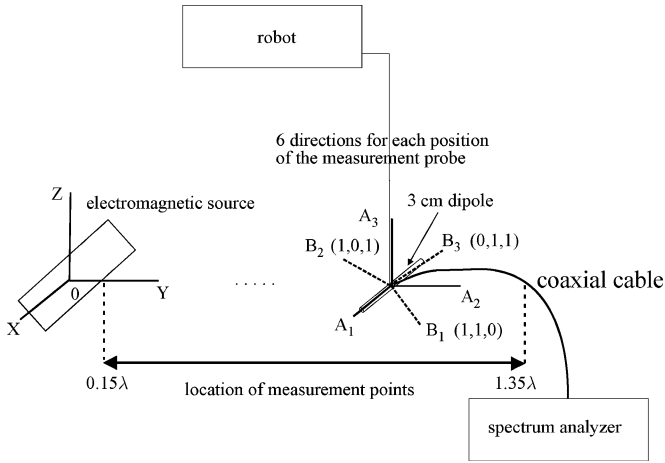 robot
6 directions for each position
of the measurement probe
Z
electromagnetic source
3 cm dipole
A3
B2 (1,0,1)
B3 (0,1,1)
0
Y
. . . . .
A2
coaxial cable
X
A1
B1 (1,1,0)
0.15λ
location of measurement points
1.35λ
spectrum analyzer